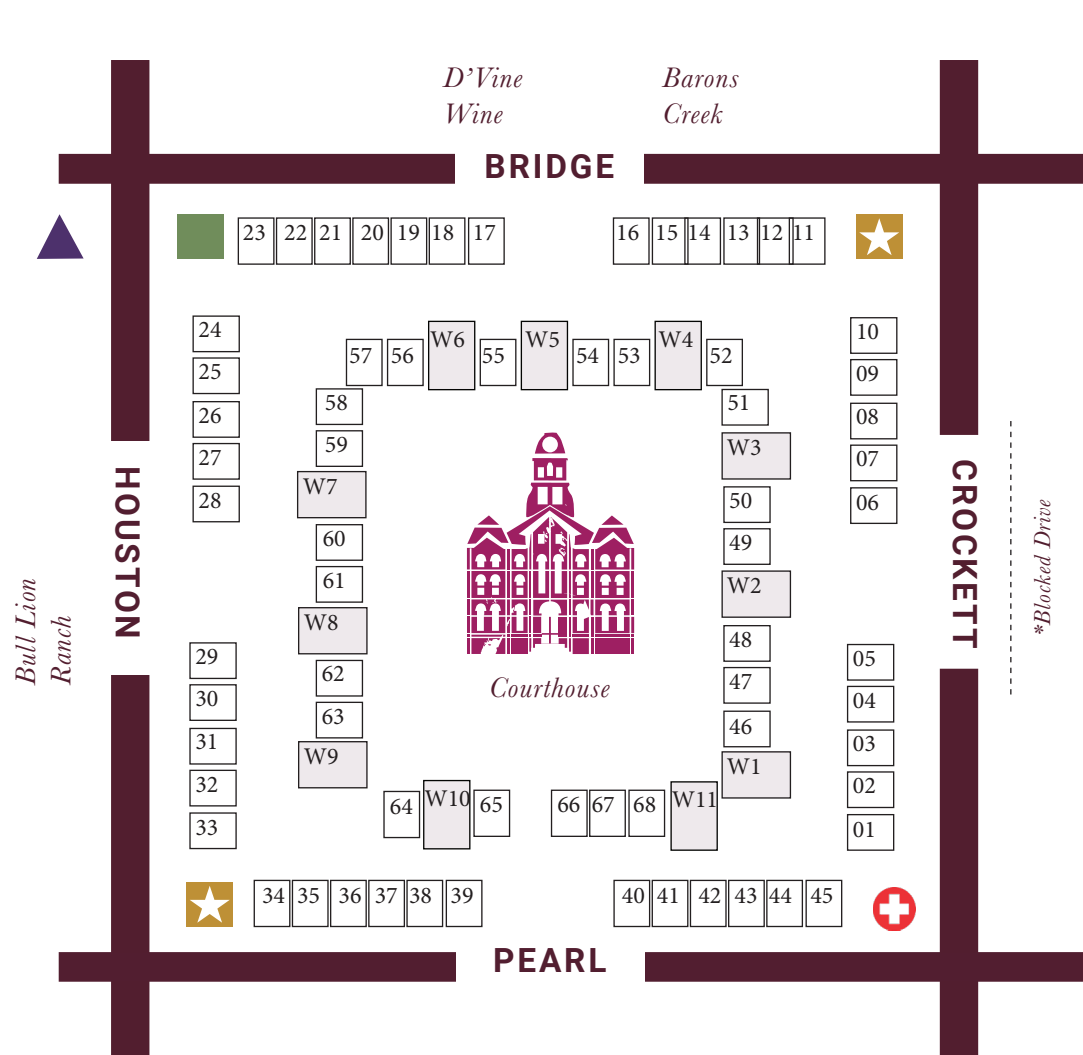 D’Vine
Wine
Barons
Creek
BRIDGE
23 22 21 20 19 18 17
16 15 14 13 12 11
24
25
26
27
28
10
09
08
07
06
57 56 W6 55 W5 54 53 W4 52
58
59
W7
60
61
W8
62
63
W9
51
W3
50
49
W2
48
47
46
W1
HOUSTON
CROCKETT
Bull Lion
Ranch
*Blocked Drive
Courthouse
29
30
31
32
33
05
04
03
02
01
64 W10 65
66 67 68 W11
34 35 36 37 38 39
40 41 42 43 44 45
PEARL